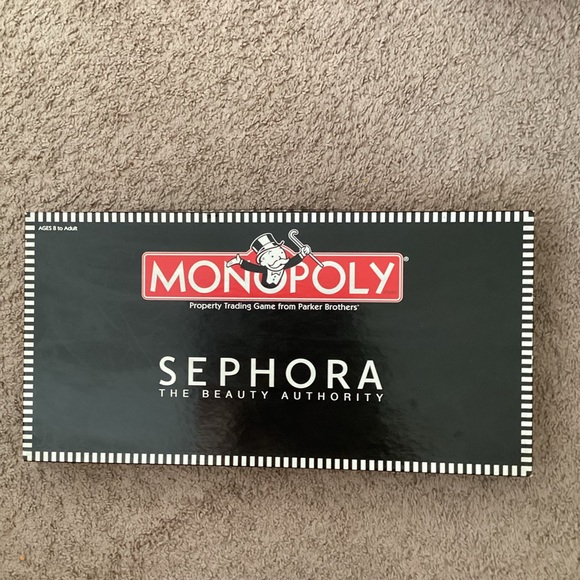 AGES 8 to Adult
MONOPOLY®
Property Trading Game from Parker Brothers®
SEPHORA
THE BEAUTY AUTHORITY